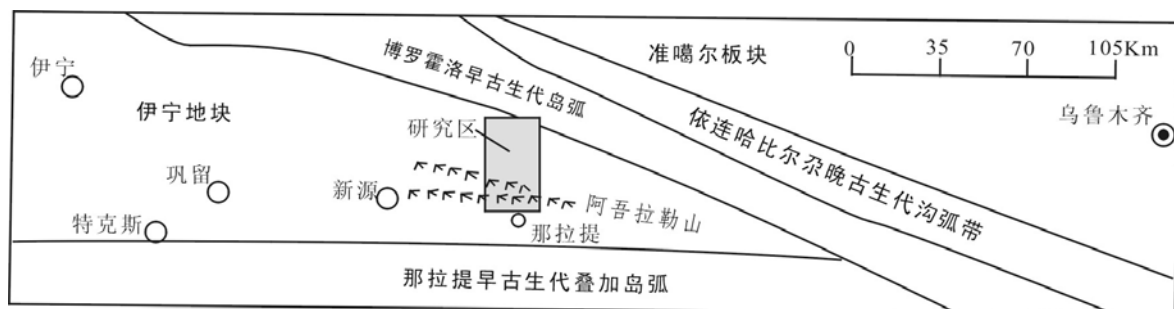 准噶尔板块
0 35 70 105Km
博罗霍洛早古生代岛弧
伊宁
伊宁地块
乌鲁木齐
研究区
依连哈比尔尕晚古生代沟弧带
巩留
新源
阿吾拉勒山
特克斯
那拉提
那拉提早古生代叠加岛弧